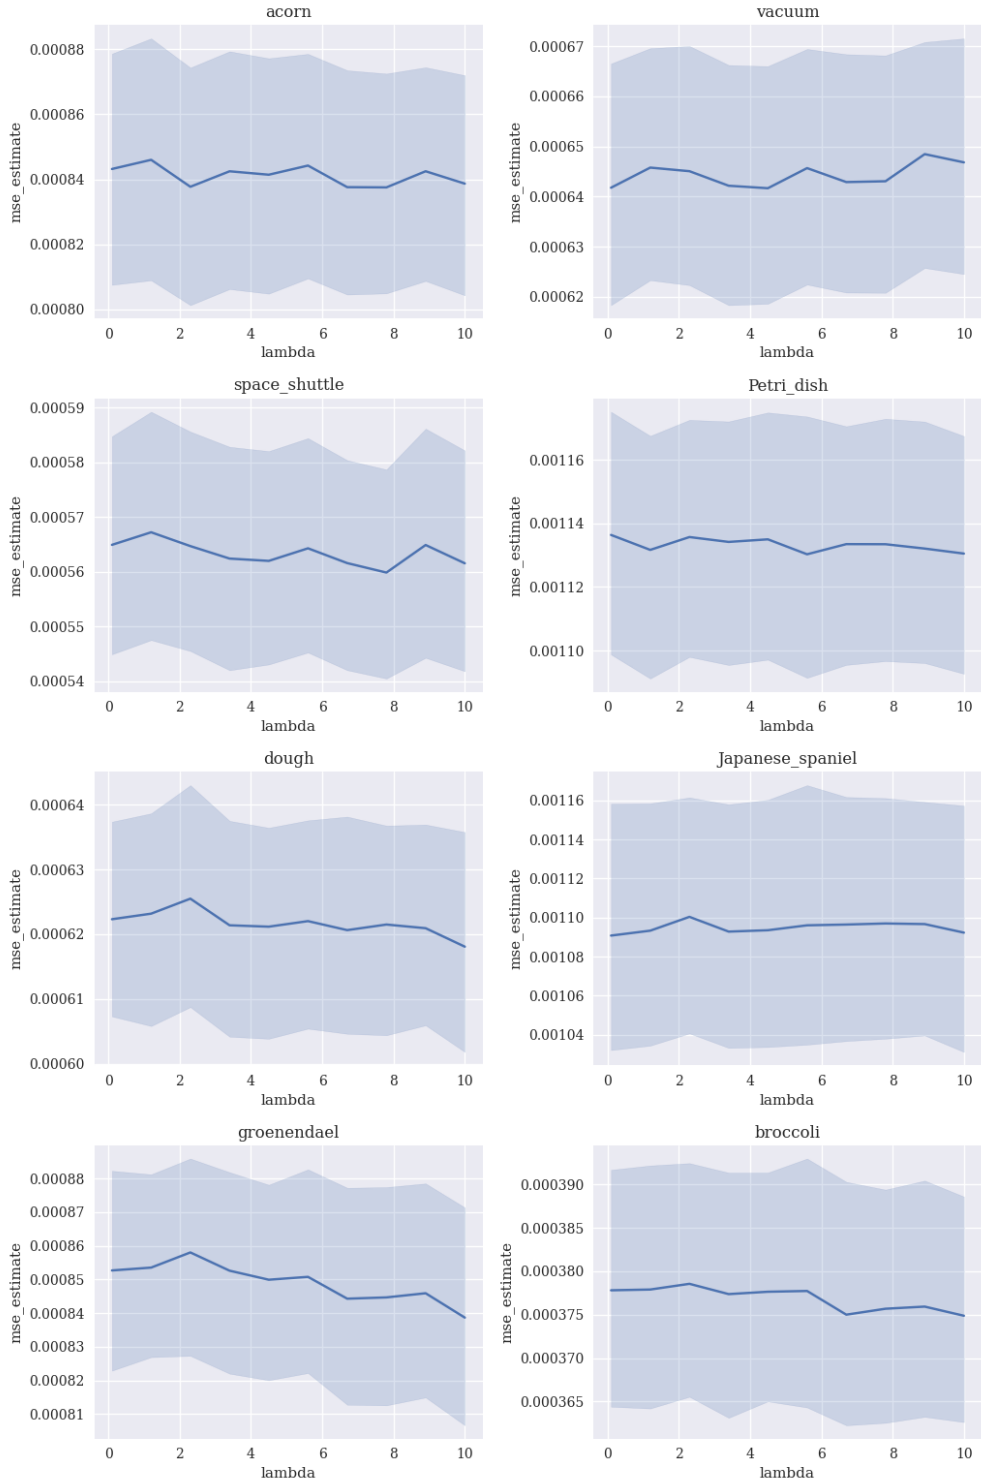 acorn
mse_estimate
0.00088
0.00086
0.00084
0.00082
0.00080
0 2 4 6 8 10
lambda
vacuum
mse_estimate
0.00067
0.00066
0.00065
0.00064
0.00063
0.00062
0 2 4 6 8 10
lambda
space_shuttle
mse_estimate
0.00059
0.00058
0.00057
0.00056
0.00055
0.00054
0 2 4 6 8 10
lambda
Petri_dish
mse_estimate
0.00116
0.00114
0.00112
0.00110
0 2 4 6 8 10
lambda
dough
mse_estimate
0.00064
0.00063
0.00062
0.00061
0.00060
0 2 4 6 8 10
lambda
Japanese_spaniel
mse_estimate
0.00116
0.00114
0.00112
0.00110
0.00108
0.00106
0.00104
0 2 4 6 8 10
lambda
groenendael
mse_estimate
0.00088
0.00087
0.00086
0.00085
0.00084
0.00083
0.00082
0.00081
0 2 4 6 8 10
lambda
broccoli
mse_estimate
0.000390
0.000385
0.000380
0.000375
0.000370
0.000365
0 2 4 6 8 10
lambda